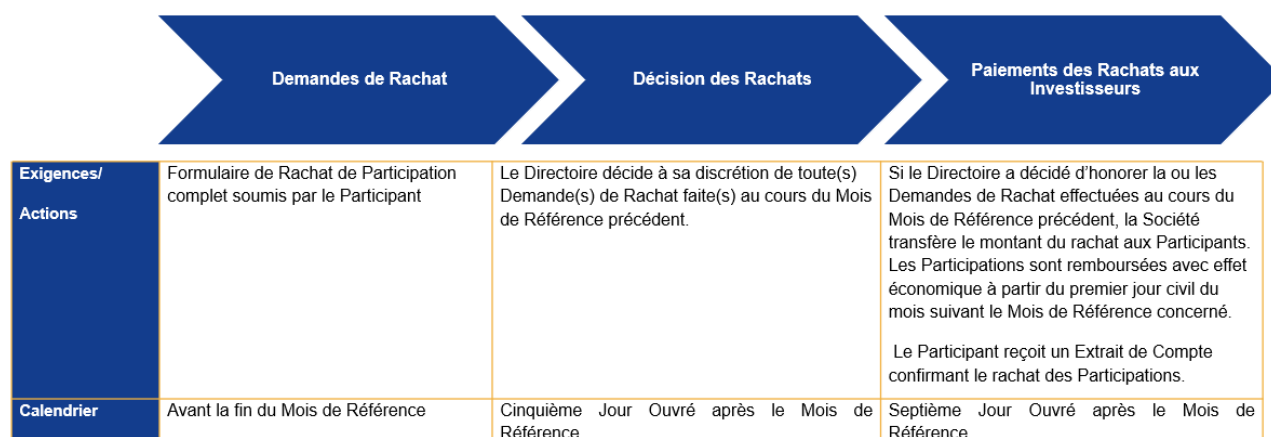 Demandes de Rachat
Décision des Rachats
Paiements des Rachats aux
Investisseurs
Exigences/
Actions
Formulaire de Rachat de Participation
complet soumis par le Participant
Le Directoire décide à sa discrétion de toute(s)
Demande(s) de Rachat faite(s) au cours du Mois
de Référence précédent.
Si le Directoire a décidé d’honorer la ou les
Demandes de Rachat effectuées au cours du
Mois de Référence précédent, la Société
transfère le montant du rachat aux Participants.
Les Participations sont remboursées avec effet
économique à partir du premier jour civil du
mois suivant le Mois de Référence concerné.
Le Participant reçoit un Extrait de Compte
confirmant le rachat des Participations.
Calendrier
Avant la fin du Mois de Référence
Cinquième Jour Ouvré après le Mois de
Référence
Septième Jour Ouvré après le Mois de
Référence